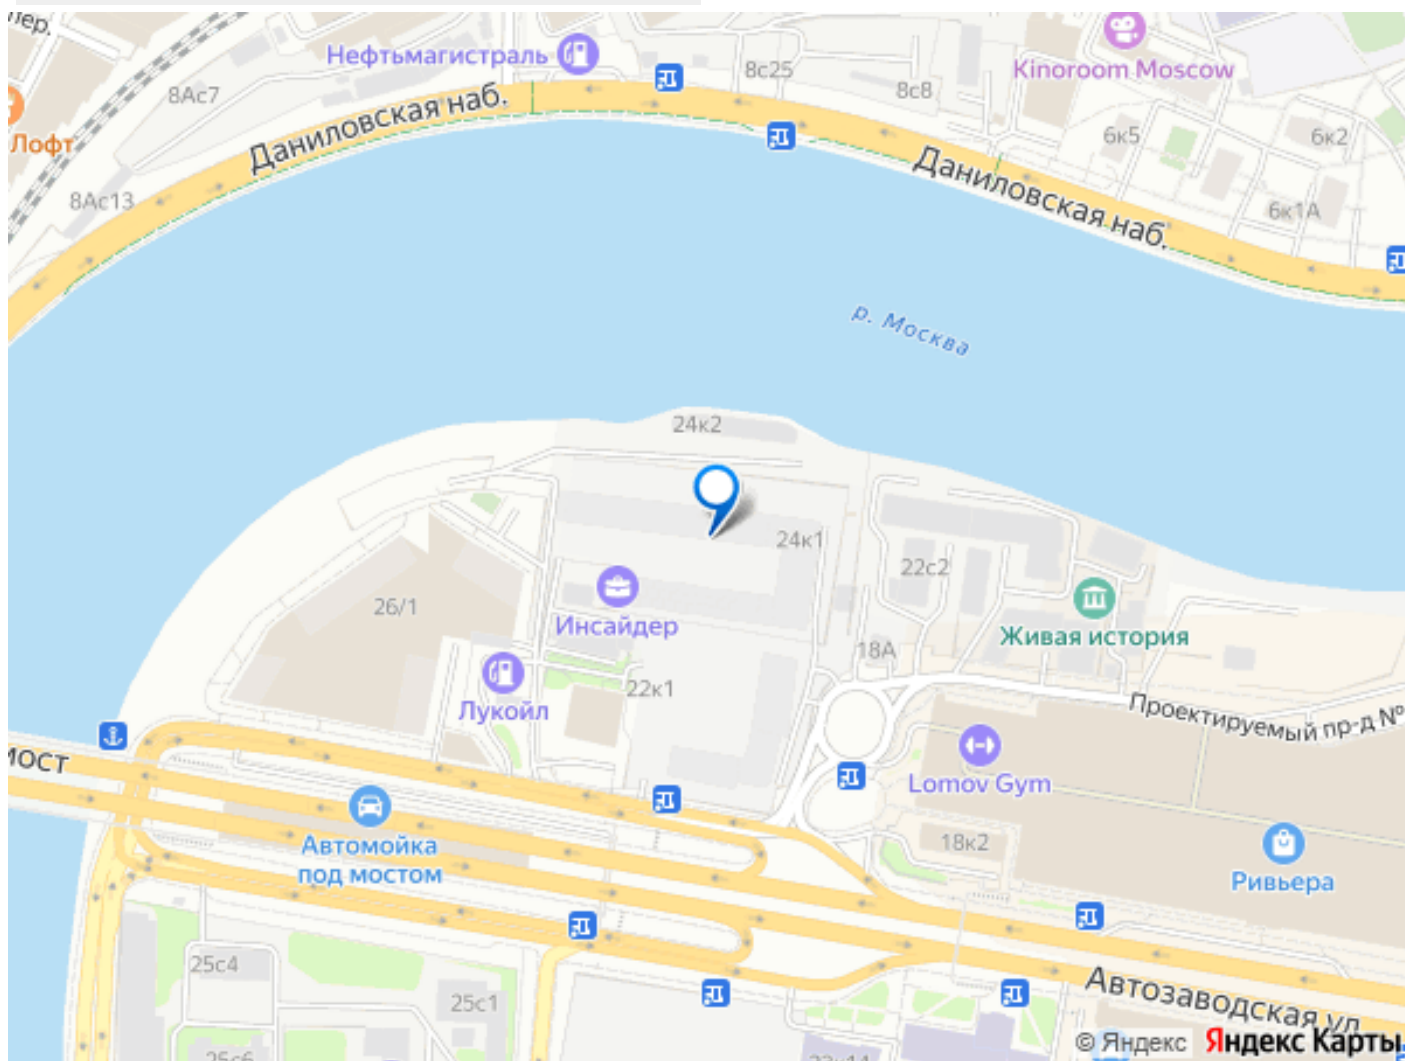 пер.
Нефтьмагистраль
8с25
Kinoroom Moscow
8Ас7
8с8
Даниловская наб.
Лофт
6к5
6к2
Даниловская наб.
8Ас13
6к1А
р. Москва
24к2
24к1
22с2
26/1
Инсайдер
Живая история
18А
22к1
Лукойл
Проектируемый пр-д №
мост
Lomov Gym
Автомойка
под мостом
18к2
Ривьера
25с4
25с1
Автозаводская ул.
25с6
© Яндекс Яндекс Карты